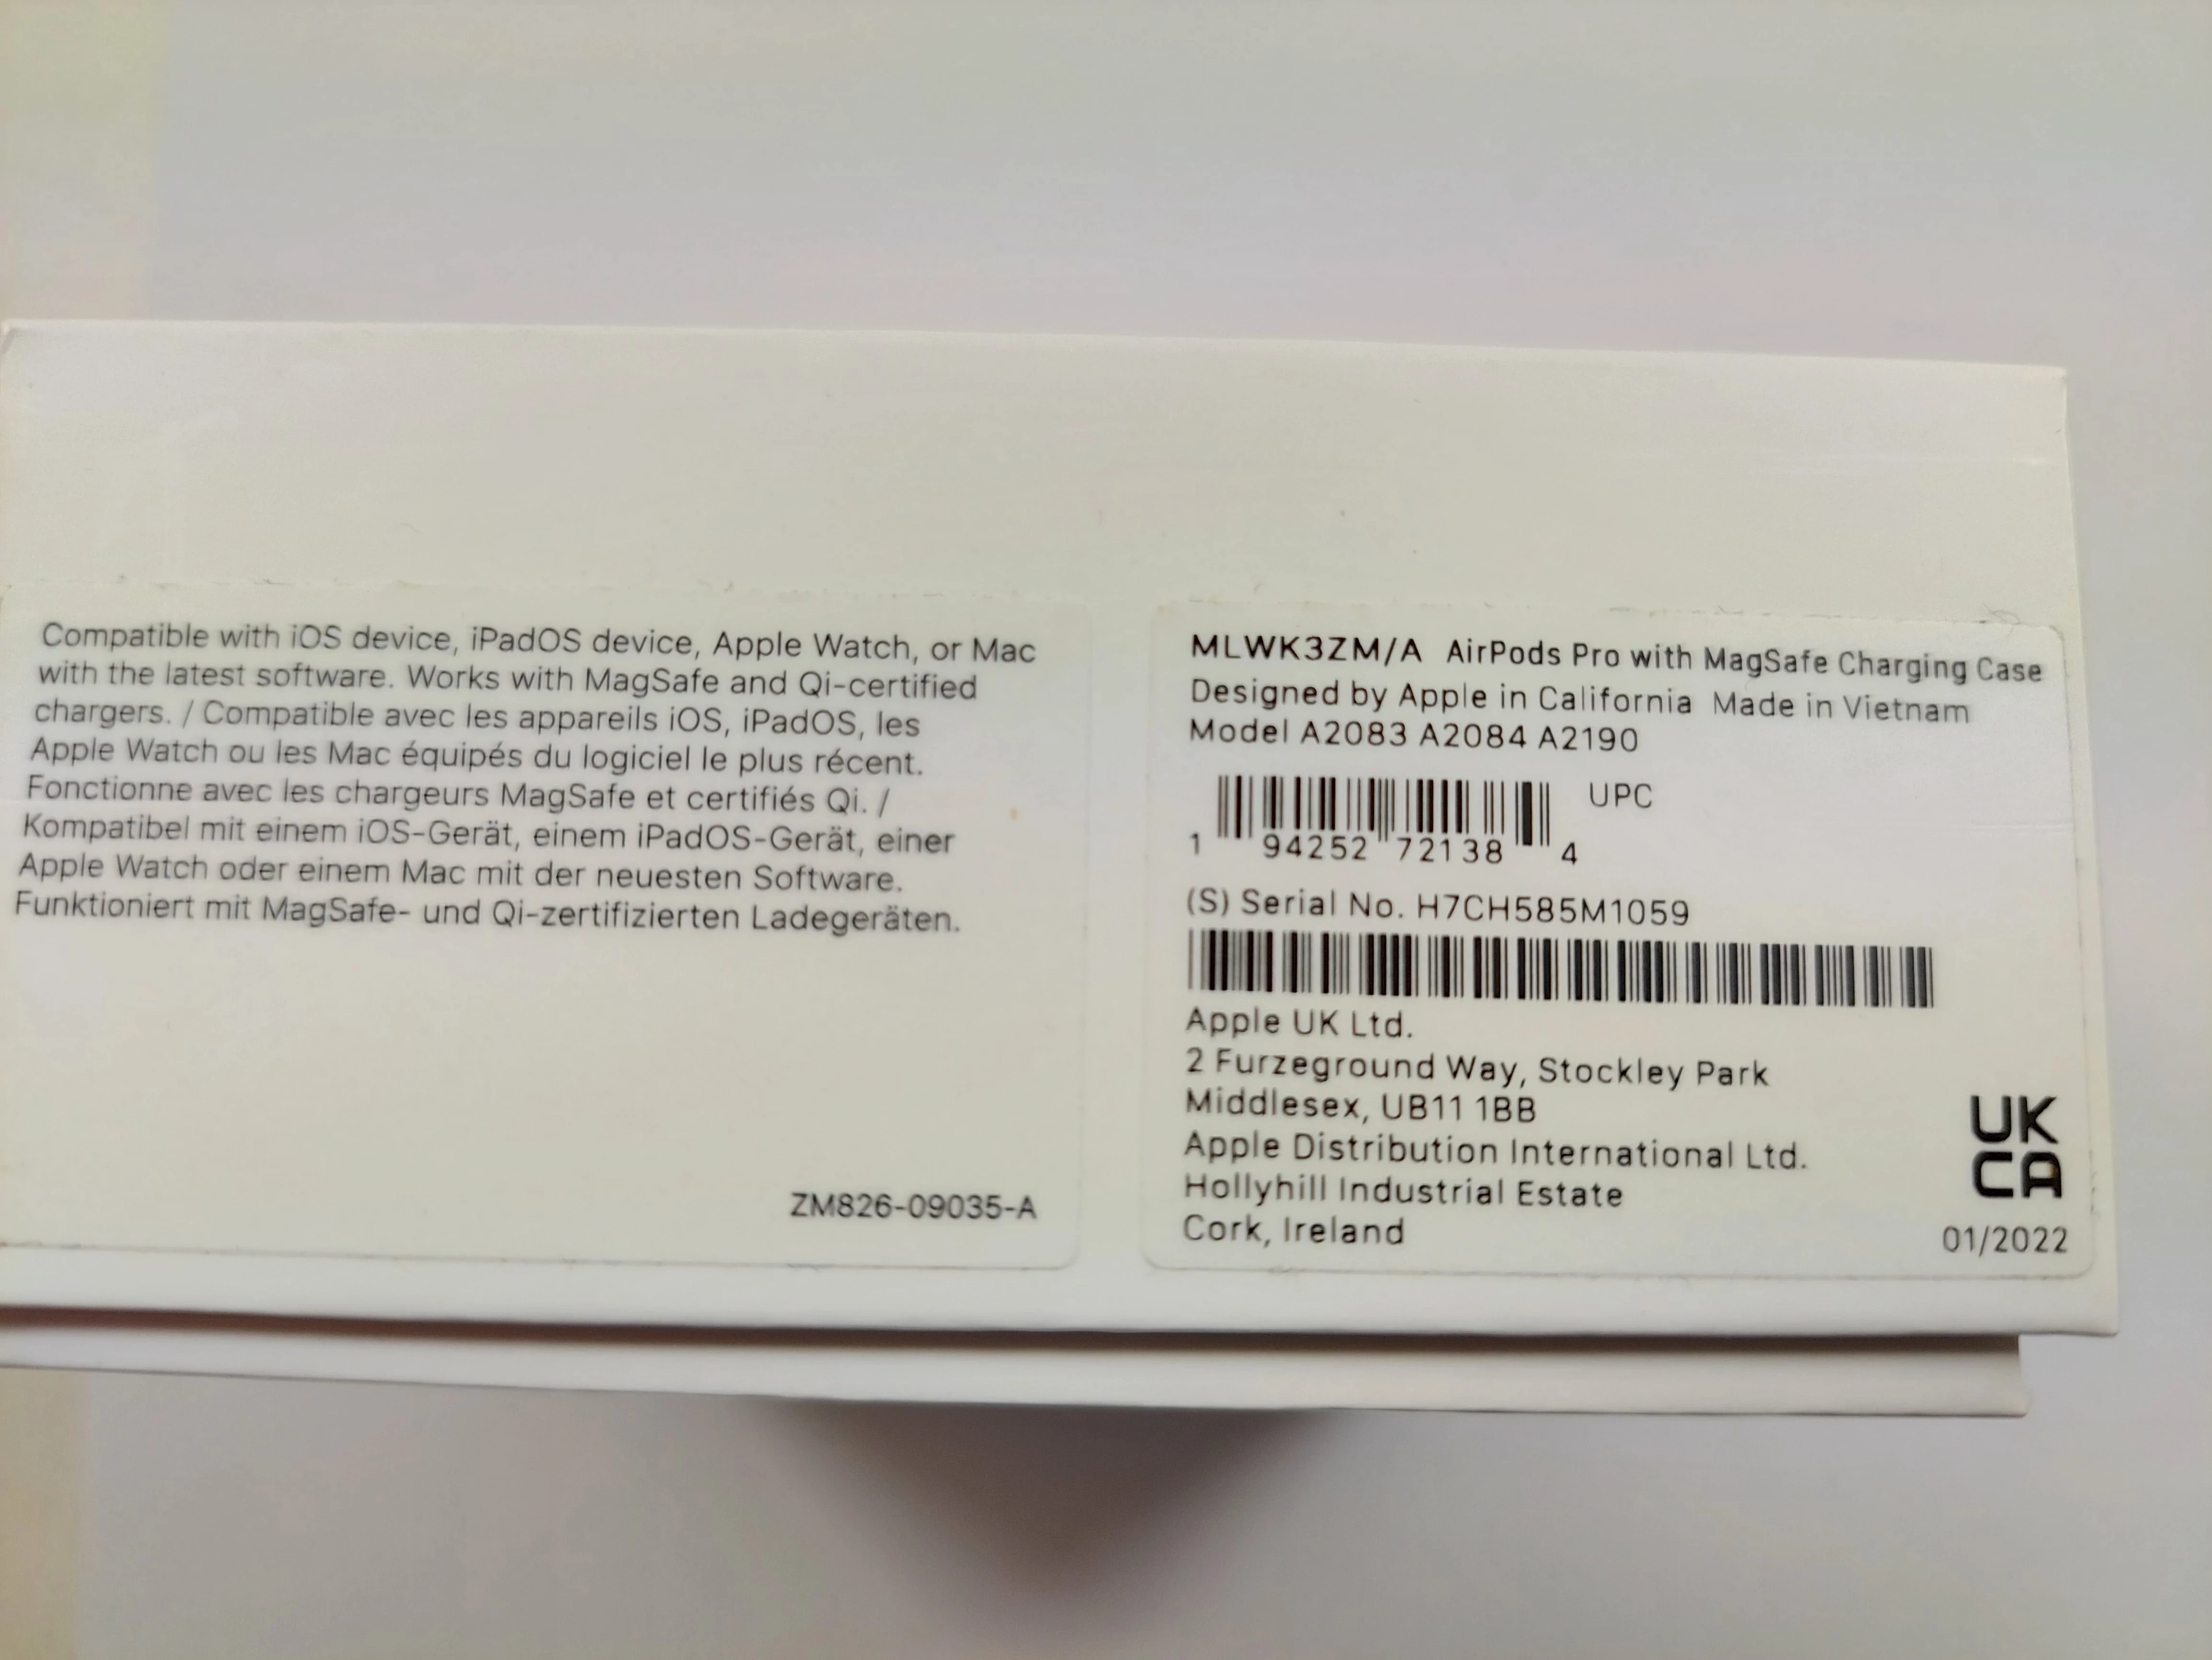 Compatible with iOS device, iPadOS device, Apple Watch, or Mac
with the latest software. Works with MagSafe and Qi-certified
chargers. / Compatible avec les appareils iOS, iPadOS, les
Apple Watch ou les Mac équipés du logiciel le plus récent.
Fonctionne avec les chargeurs MagSafe et certifiés Qi. /
Kompatibel mit einem iOS-Gerät, einem iPadOS-Gerät, einer
Apple Watch oder einem Mac mit der neuesten Software.
Funktioniert mit MagSafe- und Qi-zertifizierten Ladegeräten.
ZM826-09035-A
MLWK3ZM/A AirPods Pro with MagSafe Charging Case
Designed by Apple in California Made in Vietnam
Model A2083 A2084 A2190
UPC
1 94252 72138 4
(S) Serial No. H7CH585M1059
Apple UK Ltd.
2 Furzeground Way, Stockley Park
Middlesex, UB11 1BB
Apple Distribution International Ltd.
Hollyhill Industrial Estate
Cork, Ireland
UK
CA
01/2022